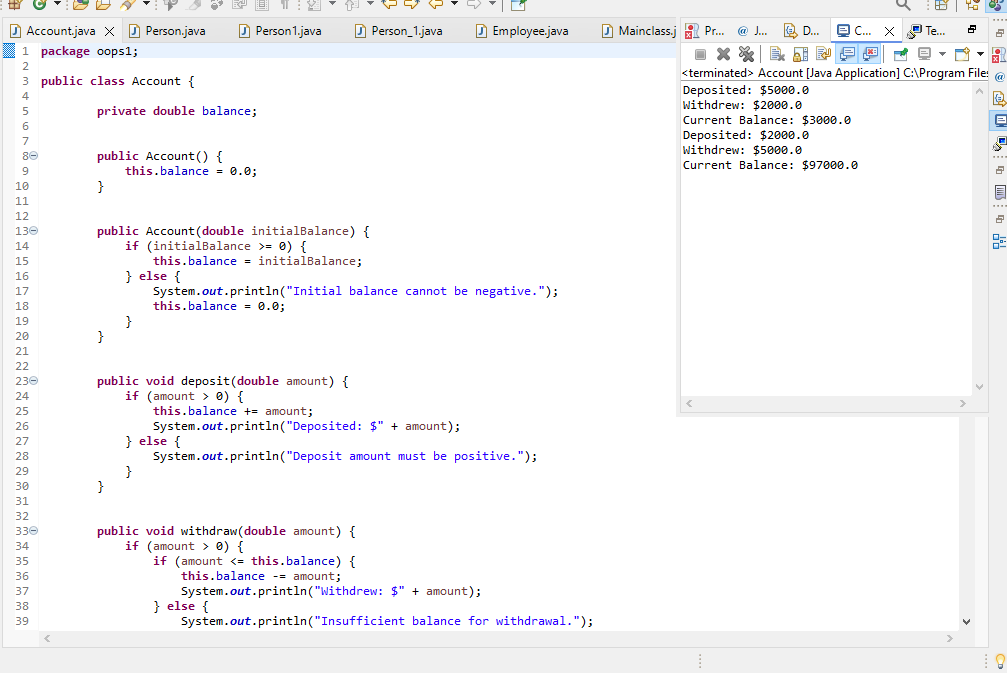 Account.java
Person.java
Person1.java
Person_1.java
Employee.java
Mainclass.j
Pr...
@ J...
D...
C...
Te...
<terminated> Account [Java Application] C:\Program Files
Deposited: $5000.0
Withdrew: $2000.0
Current Balance: $3000.0
Deposited: $2000.0
Withdrew: $5000.0
Current Balance: $97000.0
1 package oops1;
2
3 public class Account {
4
5 private double balance;
6
7
8 public Account() {
9 this.balance = 0.0;
10 }
11
12
13 public Account(double initialBalance) {
14 if (initialBalance >= 0) {
15 this.balance = initialBalance;
16 } else {
17 System.out.println("Initial balance cannot be negative.");
18 this.balance = 0.0;
19 }
20 }
21
22
23 public void deposit(double amount) {
24 if (amount > 0) {
25 this.balance += amount;
26 System.out.println("Deposited: $" + amount);
27 } else {
28 System.out.println("Deposit amount must be positive.");
29 }
30 }
31
32
33 public void withdraw(double amount) {
34 if (amount > 0) {
35 if (amount <= this.balance) {
36 this.balance -= amount;
37 System.out.println("Withdrew: $" + amount);
38 } else {
39 System.out.println("Insufficient balance for withdrawal.");